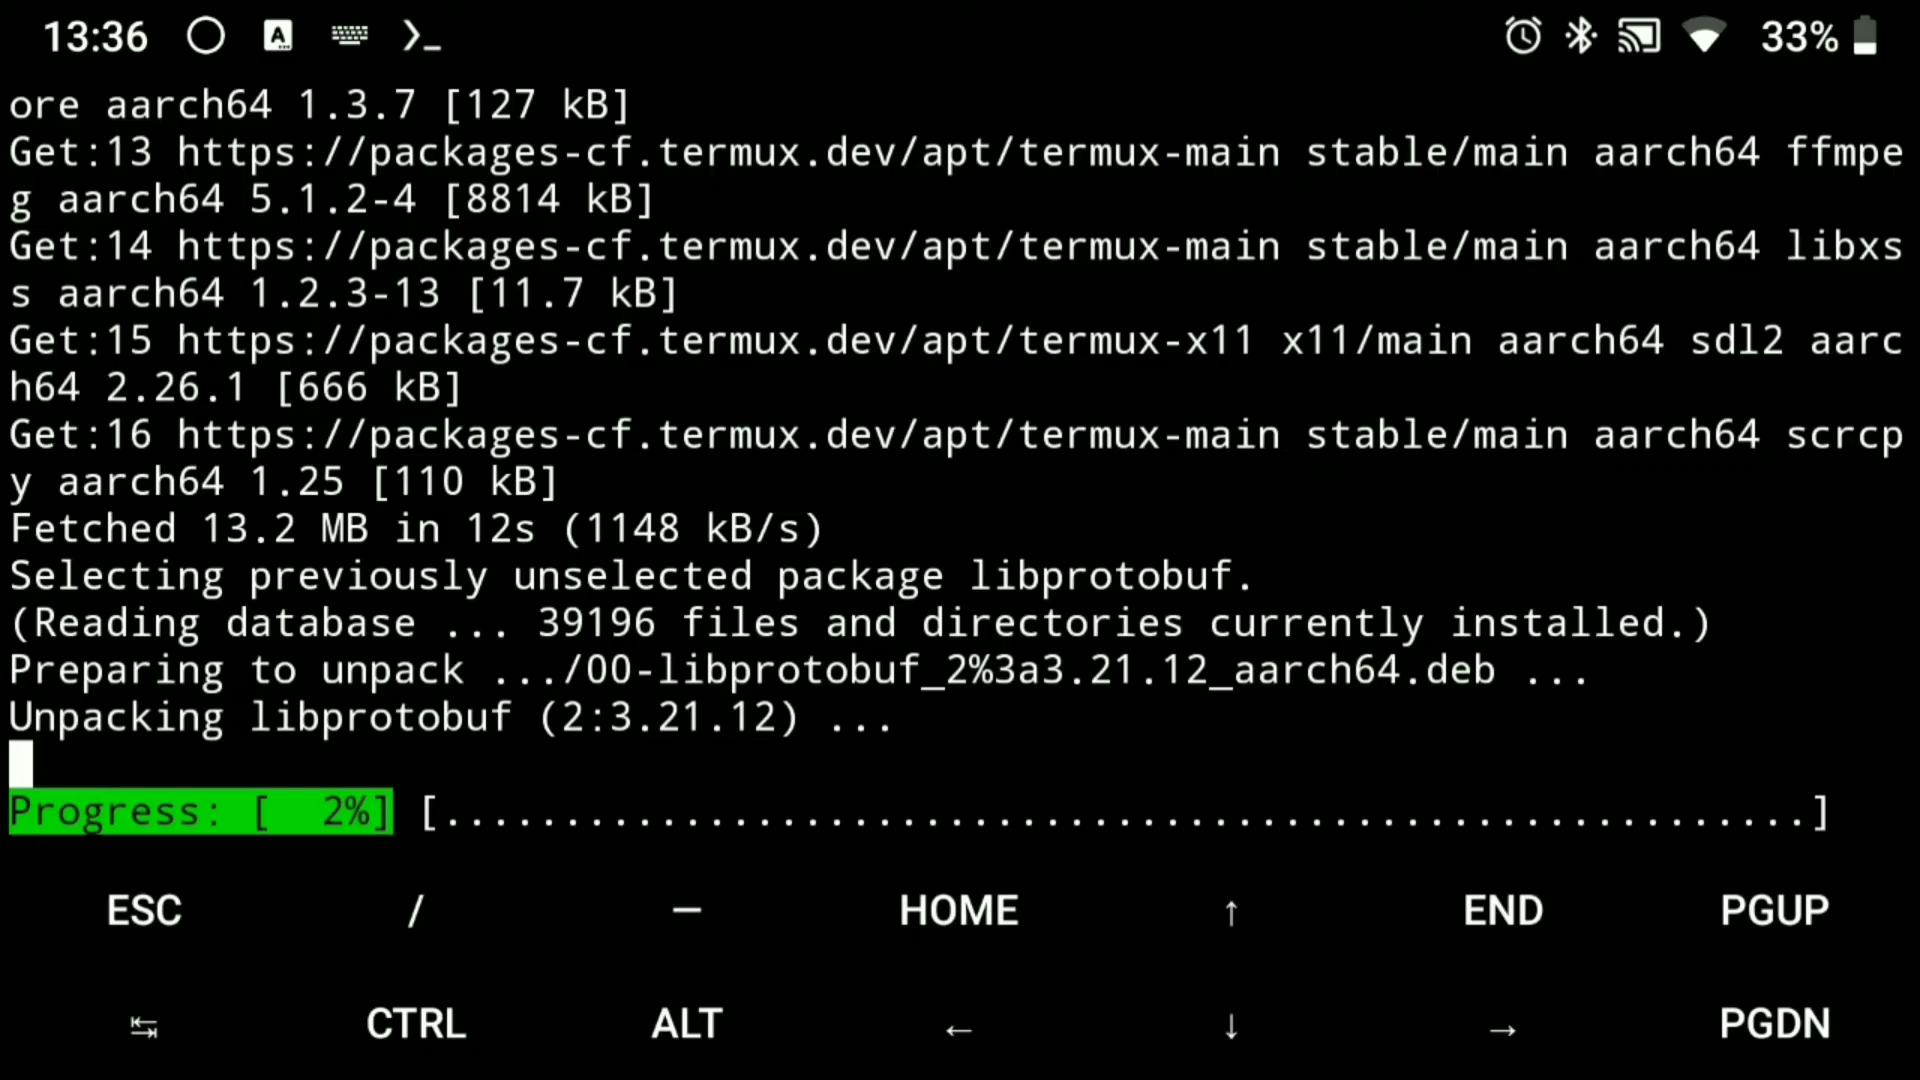 13:36 A >_ 33%
ore aarch64 1.3.7 [127 kB]
Get:13 https://packages-cf.termux.dev/apt/termux-main stable/main aarch64 ffmpe
g aarch64 5.1.2-4 [8814 kB]
Get:14 https://packages-cf.termux.dev/apt/termux-main stable/main aarch64 libxs
s aarch64 1.2.3-13 [11.7 kB]
Get:15 https://packages-cf.termux.dev/apt/termux-x11 x11/main aarch64 sdl2 aarc
h64 2.26.1 [666 kB]
Get:16 https://packages-cf.termux.dev/apt/termux-main stable/main aarch64 scrcp
y aarch64 1.25 [110 kB]
Fetched 13.2 MB in 12s (1148 kB/s)
Selecting previously unselected package libprotobuf.
(Reading database ... 39196 files and directories currently installed.)
Preparing to unpack .../00-libprotobuf_2%3a3.21.12_aarch64.deb ...
Unpacking libprotobuf (2:3.21.12) ...
Progress: [  2%] [.........................................................]
ESC / — HOME ↑ END PGUP
↹ CTRL ALT ← ↓ → PGDN